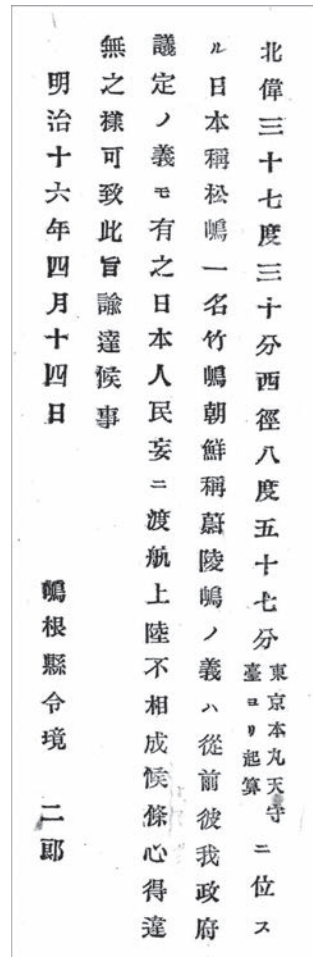 北偉三十七度三十分西徑八度五十七分東京本丸天守臺ヨリ起算ニ位ス
ル日本稱松嶋一名竹嶋朝鮮稱蔚陵嶋ノ義ハ從前彼我政府
議定ノ義モ有之日本人民妄ニ渡航上陸不相成候條心得違
無之樣可致此旨諭達候事
明治十六年四月十四日
嶋根縣令境 二郎